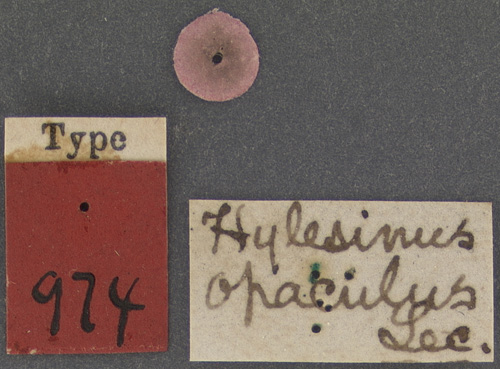 Type
974
Hylesinus
opaculus
Lec.